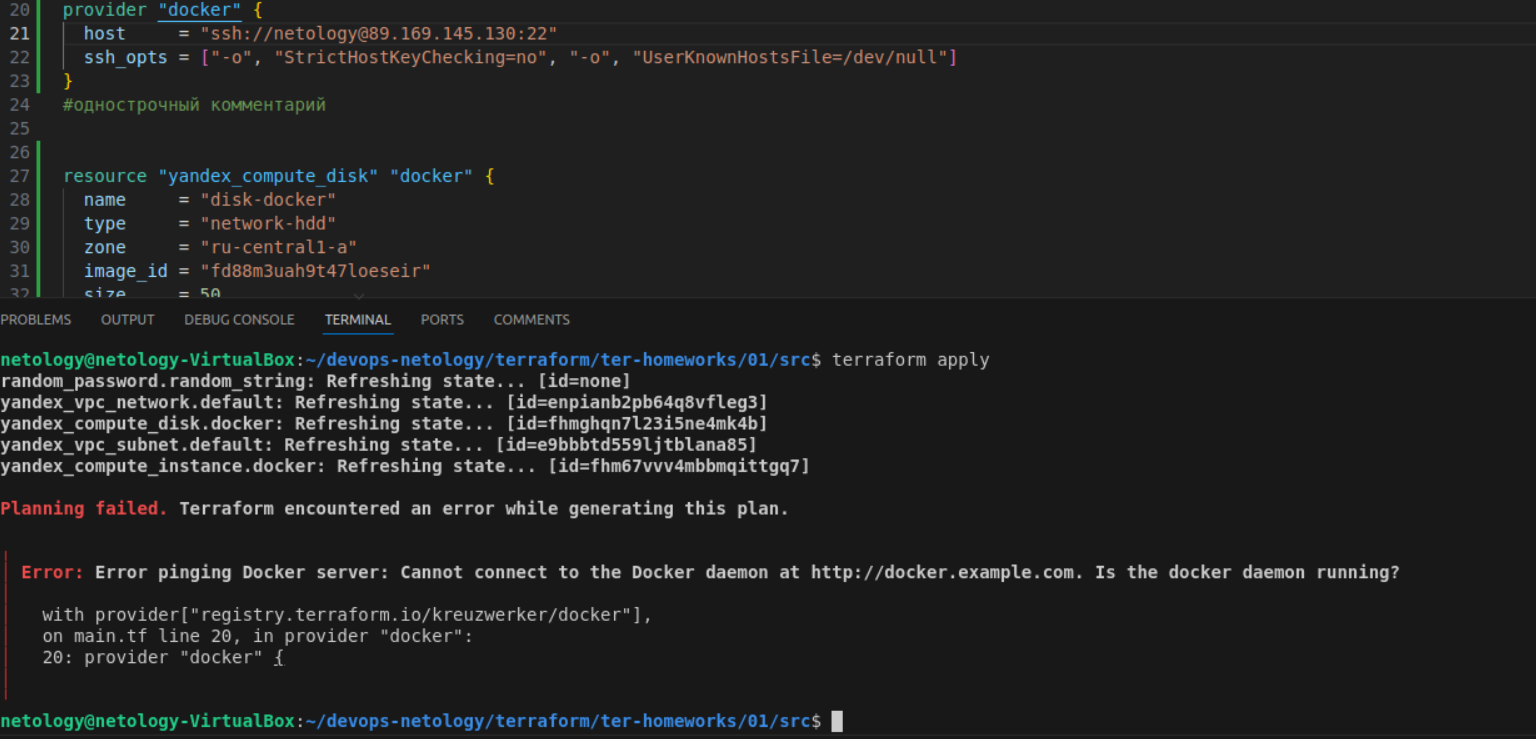 20 provider "docker" {
21 host = "ssh://netology@89.169.145.130:22"
22 ssh_opts = ["-o", "StrictHostKeyChecking=no", "-o", "UserKnownHostsFile=/dev/null"]
23 }
24 #однострочный комментарий
25
26
27 resource "yandex_compute_disk" "docker" {
28 name = "disk-docker"
29 type = "network-hdd"
30 zone = "ru-central1-a"
31 image_id = "fd88m3uah9t47loeseir"
32 size = 50
PROBLEMS OUTPUT DEBUG CONSOLE TERMINAL PORTS COMMENTS
netology@netology-VirtualBox:~/devops-netology/terraform/ter-homeworks/01/src$ terraform apply
random_password.random_string: Refreshing state... [id=none]
yandex_vpc_network.default: Refreshing state... [id=enpianb2pb64q8vfleg3]
yandex_compute_disk.docker: Refreshing state... [id=fhmghqn7l23i5ne4mk4b]
yandex_vpc_subnet.default: Refreshing state... [id=e9bbbtd559ljtblana85]
yandex_compute_instance.docker: Refreshing state... [id=fhm67vvv4mbbmqittgq7]
Planning failed. Terraform encountered an error while generating this plan.
Error: Error pinging Docker server: Cannot connect to the Docker daemon at http://docker.example.com. Is the docker daemon running?
with provider["registry.terraform.io/kreuzwerker/docker"],
on main.tf line 20, in provider "docker":
20: provider "docker" {
netology@netology-VirtualBox:~/devops-netology/terraform/ter-homeworks/01/src$